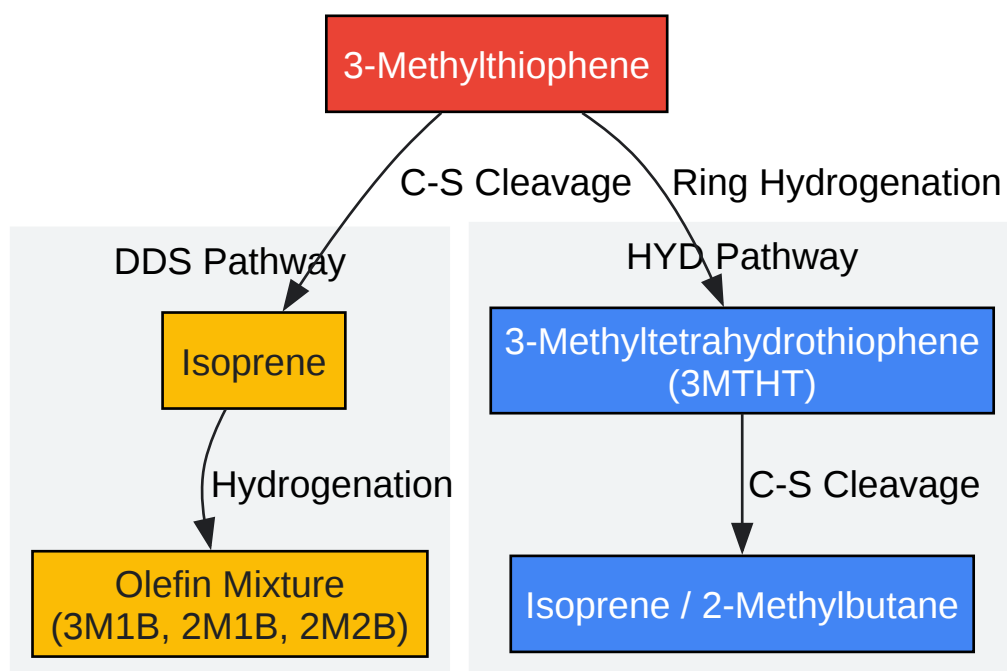 3-Methylthiophene
C-S Cleavage
Ring Hydrogenation
DDS Pathway
HYD Pathway
Isoprene
3-Methyltetrahydrothiophene
(3MTHT)
Hydrogenation
C-S Cleavage
Olefin Mixture
(3M1B, 2M1B, 2M2B)
Isoprene / 2-Methylbutane